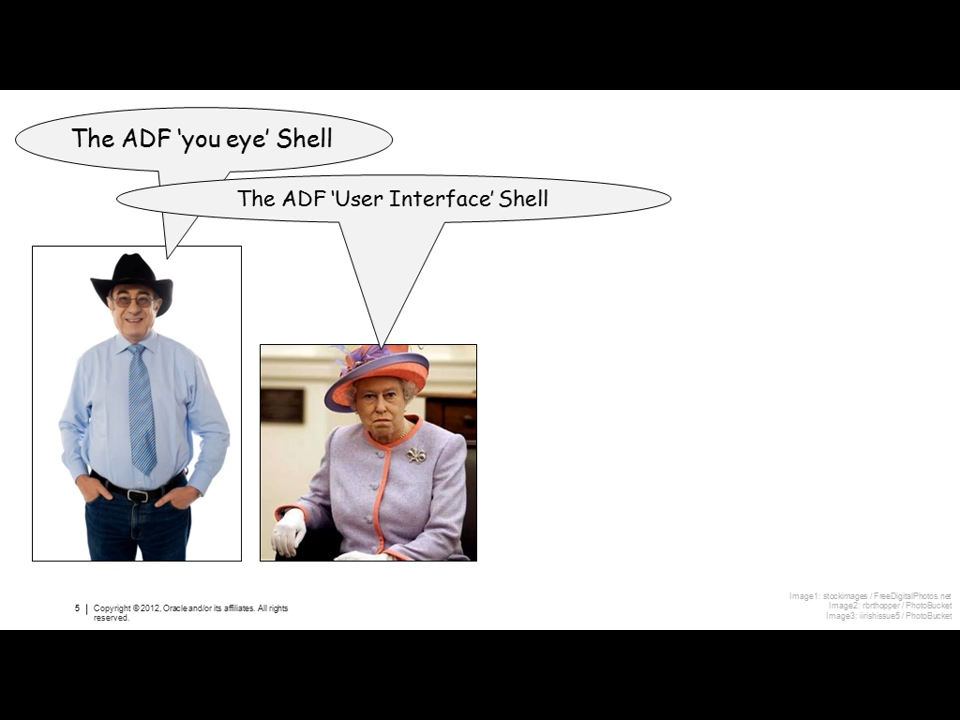 The ADF ‘you eye’ Shell
The ADF ‘User Interface’ Shell
5 | Copyright © 2012, Oracle and/or its affiliates. All rights
reserved.
Image1: stockimages / FreeDigitalPhotos.net
Image2: rbrthopper / PhotoBucket
Image3: iirishissue5 / PhotoBucket